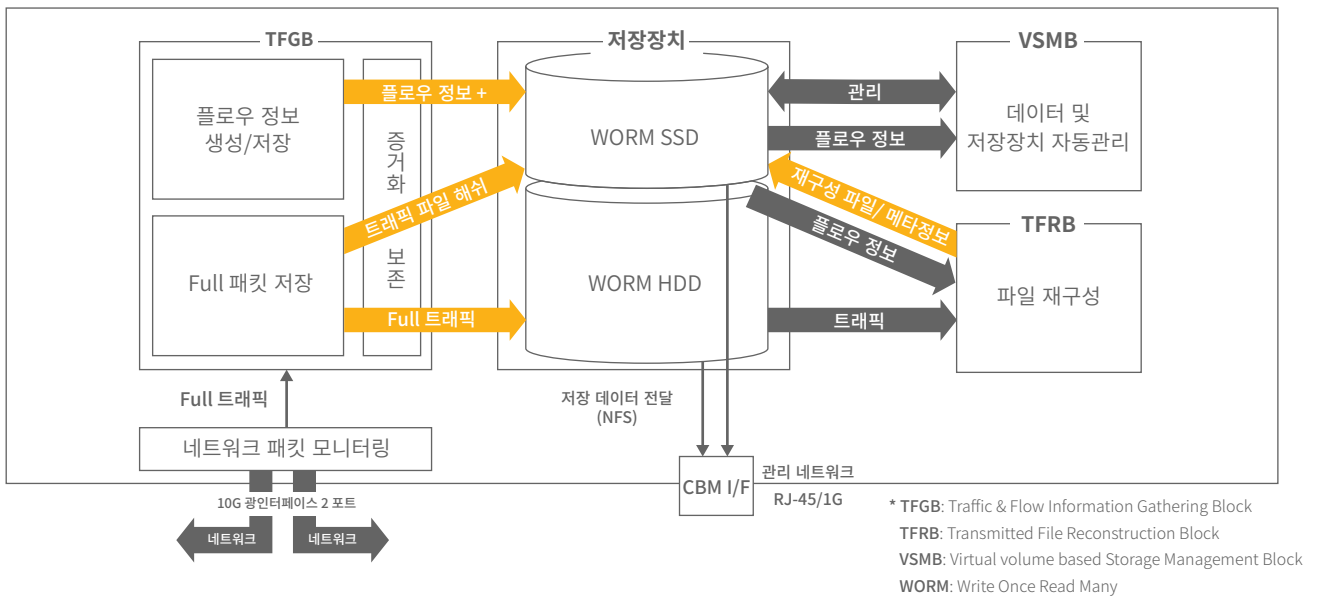 TFGB
저장장치
VSMB
플로우 정보
생성/저장
증거화
보존
플로우 정보 +
WORM SSD
관리
플로우 정보
데이터 및
저장장치 자동관리
트래픽 파일 해쉬
재구성 파일/ 메타정보
플로우 정보
TFRB
Full 패킷 저장
WORM HDD
파일 재구성
Full 트래픽
트래픽
Full 트래픽
저장 데이터 전달
(NFS)
네트워크 패킷 모니터링
CBM I/F
관리 네트워크
RJ-45/1G
10G 광인터페이스 2 포트
네트워크
네트워크
* TFGB: Traffic & Flow Information Gathering Block
TFRB: Transmitted File Reconstruction Block
VSMB: Virtual volume based Storage Management Block
WORM: Write Once Read Many